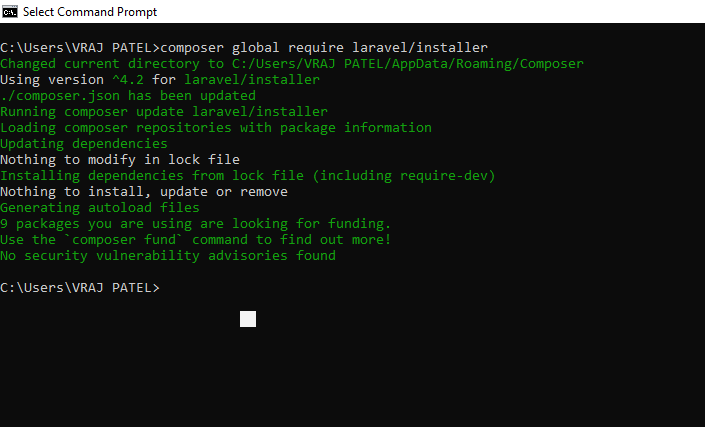 Select Command Prompt
C:\Users\VRAJ PATEL>composer global require laravel/installer
Changed current directory to C:/Users/VRAJ PATEL/AppData/Roaming/Composer
Using version ^4.2 for laravel/installer
./composer.json has been updated
Running composer update laravel/installer
Loading composer repositories with package information
Updating dependencies
Nothing to modify in lock file
Installing dependencies from lock file (including require-dev)
Nothing to install, update or remove
Generating autoload files
9 packages you are using are looking for funding.
Use the `composer fund` command to find out more!
No security vulnerability advisories found
C:\Users\VRAJ PATEL>